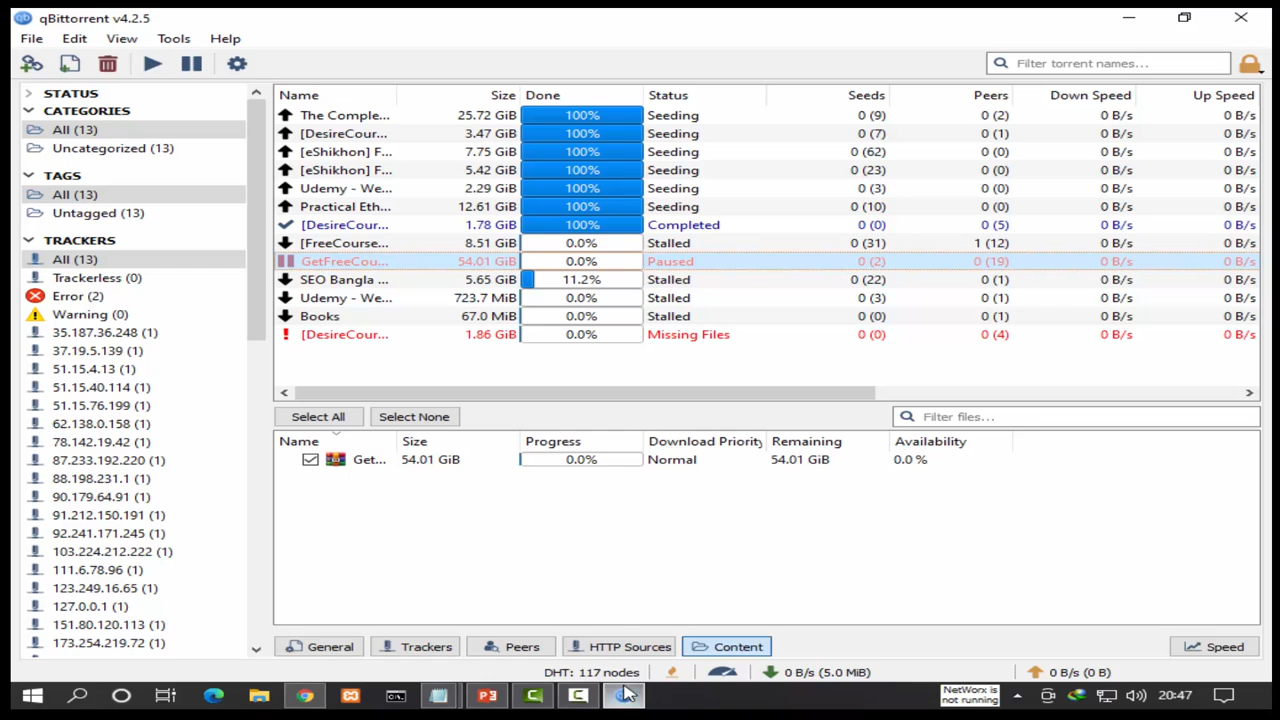 qBittorrent v4.2.5
File Edit View Tools Help
Filter torrent names...
STATUS
CATEGORIES
All (13)
Uncategorized (13)
TAGS
All (13)
Untagged (13)
TRACKERS
All (13)
Trackerless (0)
Error (2)
Warning (0)
35.187.36.248 (1)
37.19.5.139 (1)
51.15.4.13 (1)
51.15.40.114 (1)
51.15.76.199 (1)
62.138.0.158 (1)
78.142.19.42 (1)
87.233.192.220 (1)
88.198.231.1 (1)
90.179.64.91 (1)
91.212.150.191 (1)
92.241.171.245 (1)
103.224.212.222 (1)
111.6.78.96 (1)
123.249.16.65 (1)
127.0.0.1 (1)
151.80.120.113 (1)
173.254.219.72 (1)
Name Size Done Status Seeds Peers Down Speed Up Speed
The Comple... 25.72 GiB 100% Seeding 0 (9) 0 (2) 0 B/s 0 B/s
[DesireCour... 3.47 GiB 100% Seeding 0 (7) 0 (1) 0 B/s 0 B/s
[eShikhon] F... 7.75 GiB 100% Seeding 0 (62) 0 (0) 0 B/s 0 B/s
[eShikhon] F... 5.42 GiB 100% Seeding 0 (23) 0 (0) 0 B/s 0 B/s
Udemy - We... 2.29 GiB 100% Seeding 0 (3) 0 (0) 0 B/s 0 B/s
Practical Eth... 12.61 GiB 100% Seeding 0 (10) 0 (0) 0 B/s 0 B/s
[DesireCour... 1.78 GiB 100% Completed 0 (0) 0 (5) 0 B/s 0 B/s
[FreeCourse... 8.51 GiB 0.0% Stalled 0 (31) 1 (12) 0 B/s 0 B/s
GetFreeCou... 54.01 GiB 0.0% Paused 0 (2) 0 (19) 0 B/s 0 B/s
SEO Bangla ... 5.65 GiB 11.2% Stalled 0 (22) 0 (1) 0 B/s 0 B/s
Udemy - We... 723.7 MiB 0.0% Stalled 0 (3) 0 (1) 0 B/s 0 B/s
Books 67.0 MiB 0.0% Stalled 0 (0) 0 (1) 0 B/s 0 B/s
[DesireCour... 1.86 GiB 0.0% Missing Files 0 (0) 0 (4) 0 B/s 0 B/s
Select All Select None Filter files...
Name Size Progress Download Priority Remaining Availability
Get... 54.01 GiB 0.0% Normal 54.01 GiB 0.0 %
General Trackers Peers HTTP Sources Content Speed
DHT: 117 nodes 0 B/s (5.0 MiB) 0 B/s (0 B)
NetWorx is
not running
20:47